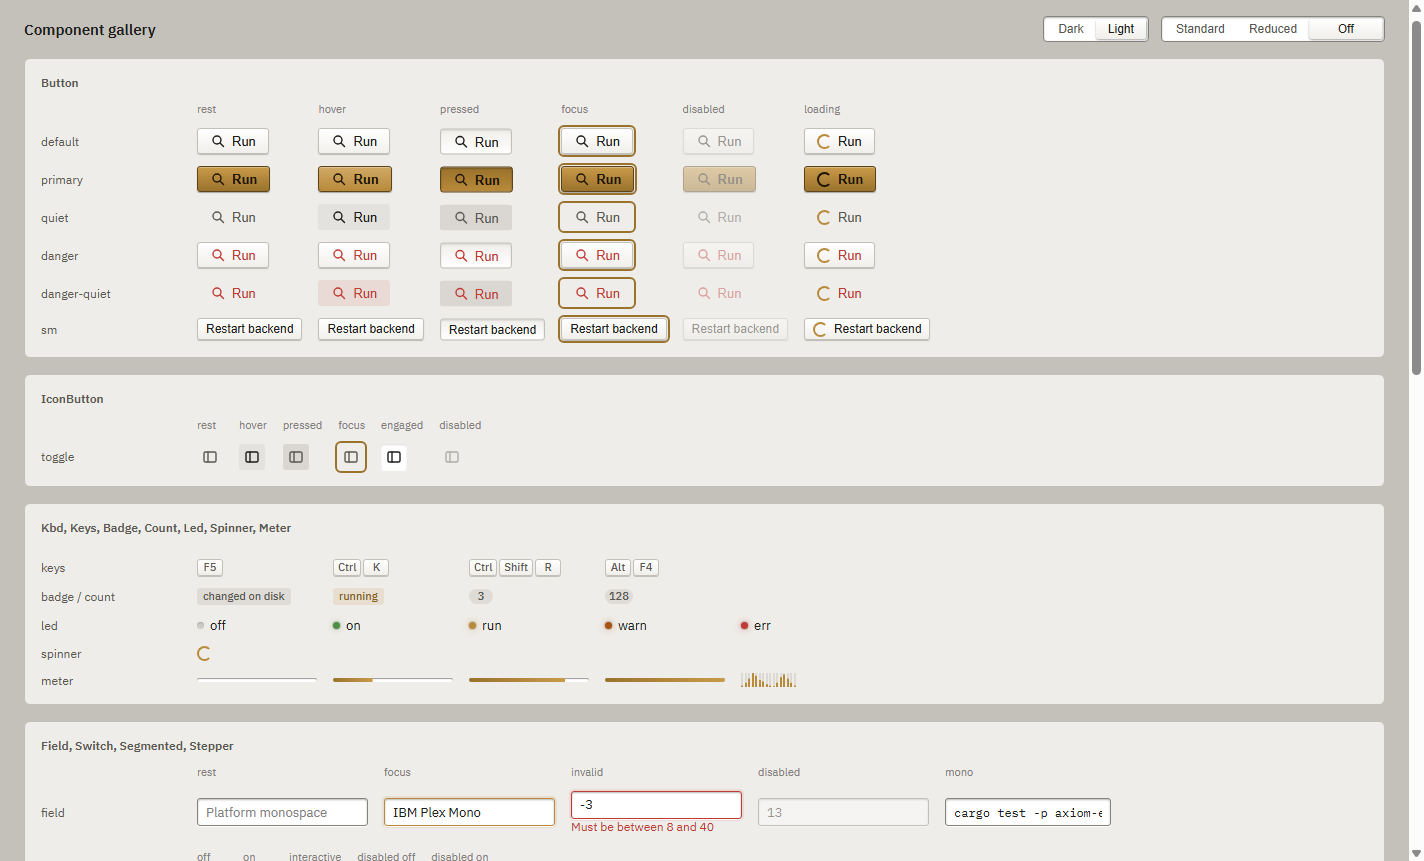 Component gallery Dark Light Standard Reduced Off
Button
rest hover pressed focus disabled loading
default Run Run Run Run Run Run
primary Run Run Run Run Run Run
quiet Run Run Run Run Run Run
danger Run Run Run Run Run Run
danger-quiet Run Run Run Run Run Run
sm Restart backend Restart backend Restart backend Restart backend Restart backend Restart backend
IconButton
rest hover pressed focus engaged disabled
toggle
Kbd, Keys, Badge, Count, Led, Spinner, Meter
keys F5 Ctrl K Ctrl Shift R Alt F4
badge / count changed on disk running 3 128
led off on run warn err
spinner
meter
Field, Switch, Segmented, Stepper
rest focus invalid disabled mono
field Platform monospace IBM Plex Mono -3 13 cargo test -p axiom-e
Must be between 8 and 40
off on interactive disabled off disabled on